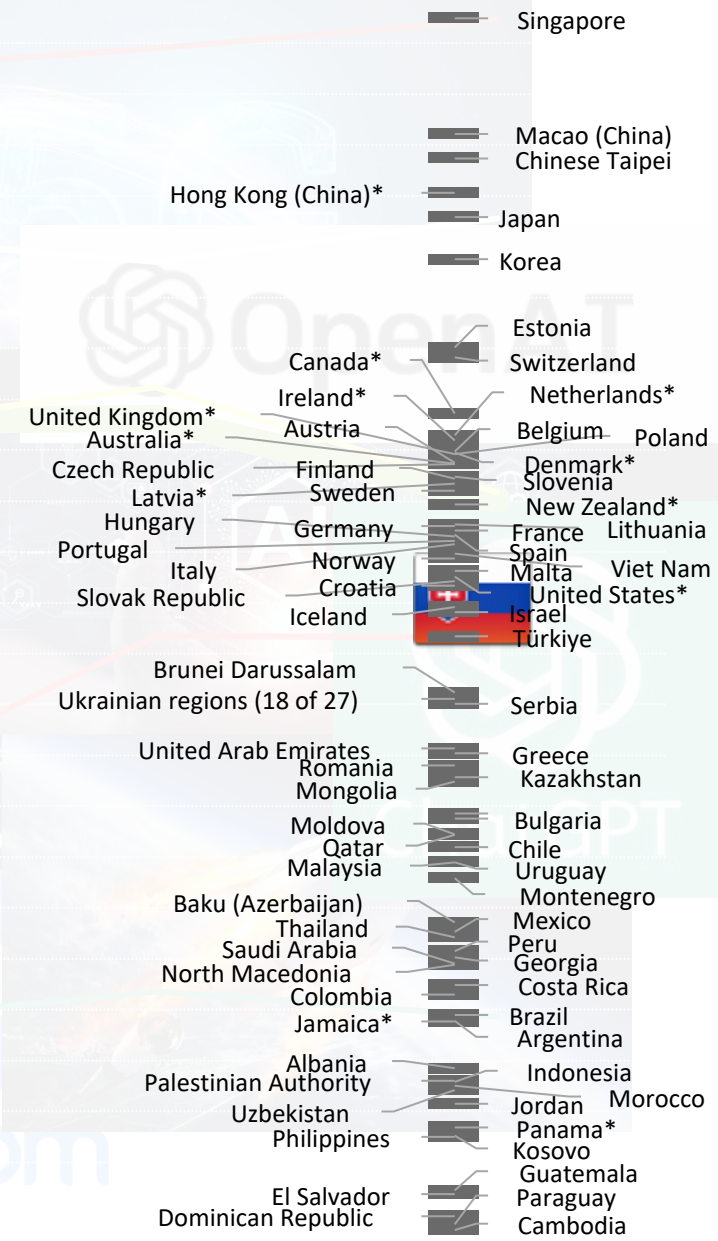 Singapore
Macao (China)
Chinese Taipei
Hong Kong (China)*
Japan
Korea
OpenAI
Estonia
Canada*
Switzerland
Ireland*
Netherlands*
United Kingdom*
Austria
Belgium
Poland
Australia*
Czech Republic
Finland
Denmark*
Slovenia
Latvia*
Sweden
New Zealand*
Hungary
Germany
Lithuania
France
Portugal
Spain
Italy
Norway
Viet Nam
Malta
Slovak Republic
Croatia
United States*
Iceland
Israel
Türkiye
Brunei Darussalam
Ukrainian regions (18 of 27)
Serbia
United Arab Emirates
Greece
Romania
Kazakhstan
Mongolia
Bulgaria
Moldova
ChatGPT
Qatar
Chile
Malaysia
Uruguay
Montenegro
Baku (Azerbaijan)
Mexico
Thailand
Peru
Saudi Arabia
Georgia
North Macedonia
Costa Rica
Colombia
Jamaica*
Brazil
Argentina
Albania
Indonesia
Palestinian Authority
Morocco
Uzbekistan
Jordan
Philippines
Panama*
Kosovo
Guatemala
El Salvador
Paraguay
Dominican Republic
Cambodia